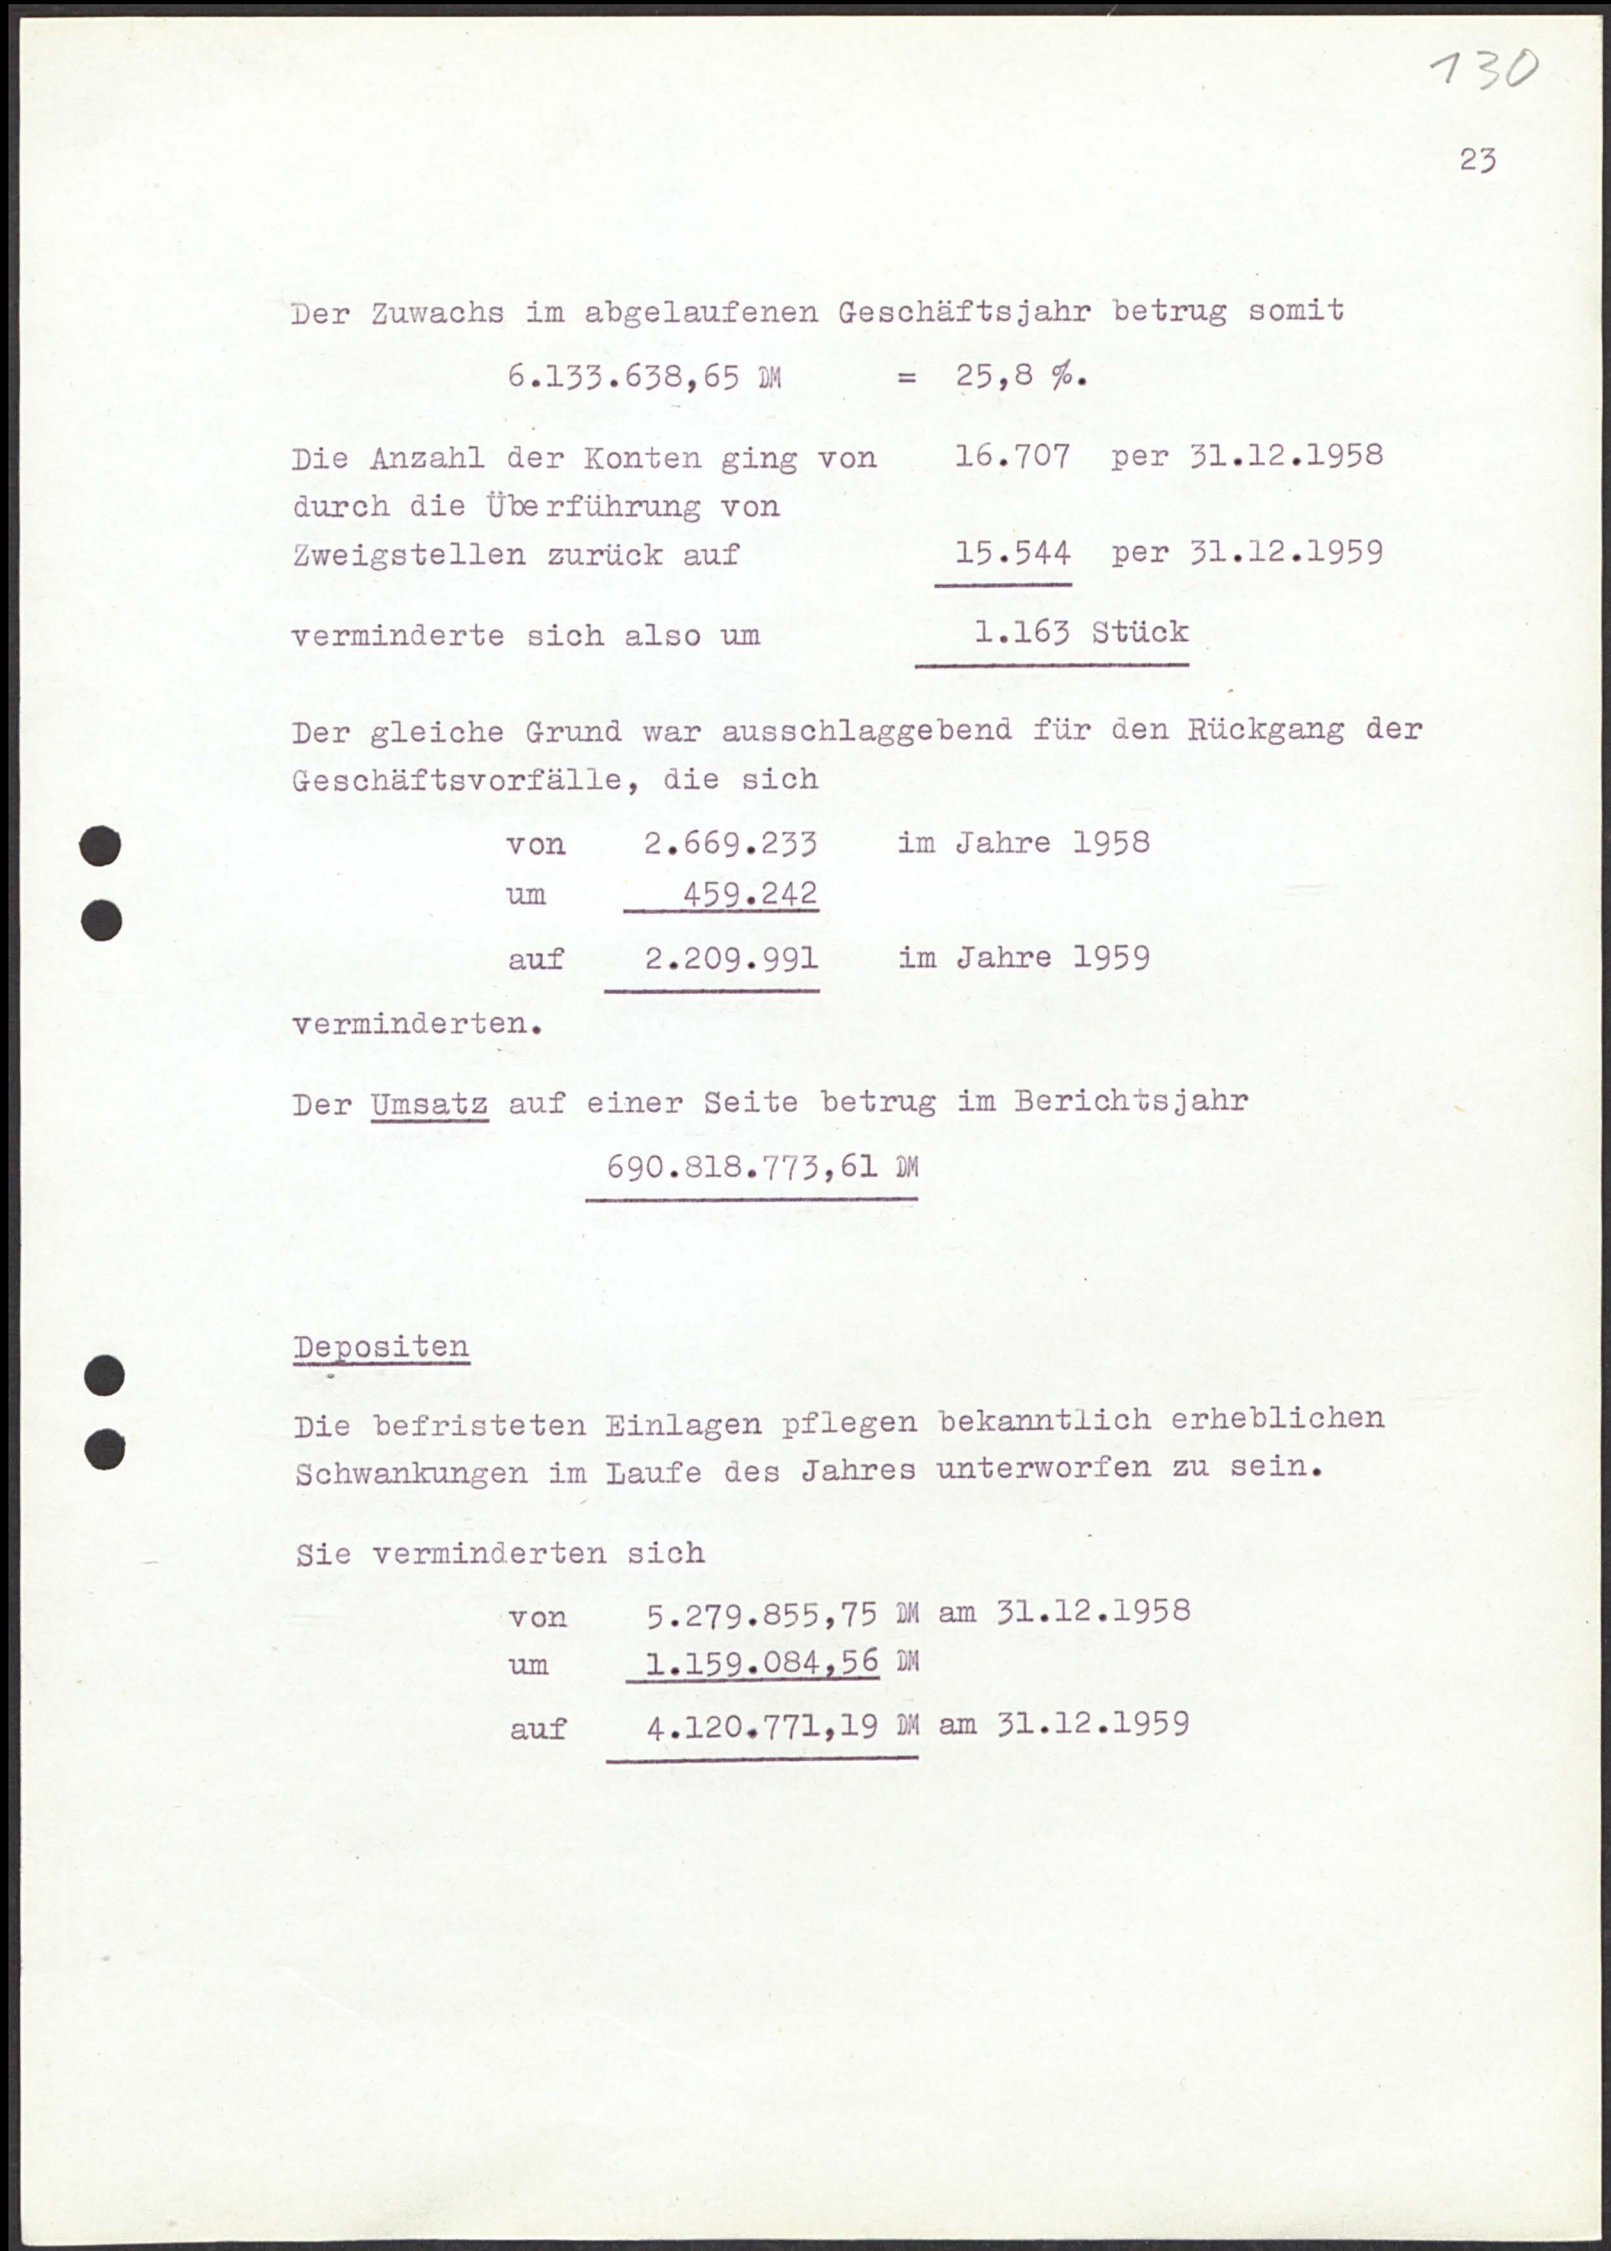 130
23
Der Zuwachs im abgelaufenen Geschäftsjahr betrug somit
6.133.638,65 DM = 25,8 %.
Die Anzahl der Konten ging von 16.707 per 31.12.1958
durch die Überführung von
Zweigstellen zurück auf 15.544 per 31.12.1959
verminderte sich also um 1.163 Stück
Der gleiche Grund war ausschlaggebend für den Rückgang der
Geschäftsvorfälle, die sich
von 2.669.233 im Jahre 1958
um 459.242
auf 2.209.991 im Jahre 1959
verminderten.
Der Umsatz auf einer Seite betrug im Berichtsjahr
690.818.773,61 DM
Depositen
Die befristeten Einlagen pflegen bekanntlich erheblichen
Schwankungen im Laufe des Jahres unterworfen zu sein.
Sie verminderten sich
von 5.279.855,75 DM am 31.12.1958
um 1.159.084,56 DM
auf 4.120.771,19 DM am 31.12.1959